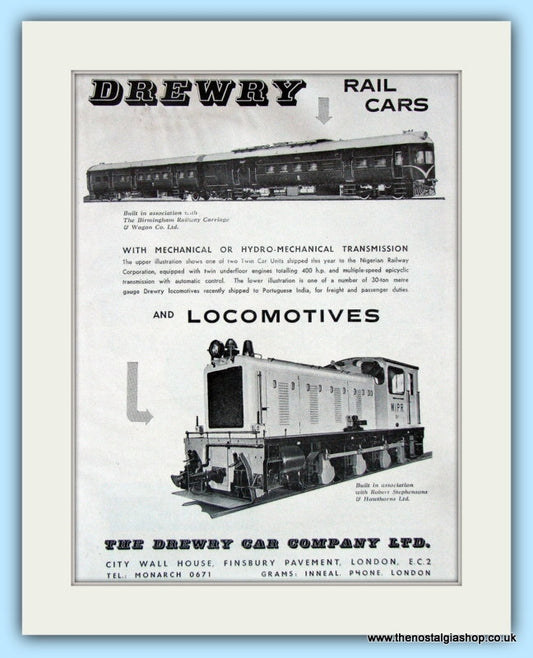 DREWRY RAIL CARS
Built in association with
The Birmingham Railway Carriage
& Wagon Co. Ltd.
WITH MECHANICAL OR HYDRO-MECHANICAL TRANSMISSION
The upper illustration shows one of two Twin Car Units shipped this year to the Nigerian Railway
Corporation, equipped with twin underfloor engines totalling 400 h.p. and multiple-speed epicyclic
transmission with automatic control. The lower illustration is one of a number of 30-ton metre
gauge Drewry locomotives recently shipped to Portuguese India, for freight and passenger duties
AND LOCOMOTIVES
WIPR
Built in association
with Robert Stephensons
& Hawthorns Ltd.
THE DREWRY CAR COMPANY LTD.
CITY WALL HOUSE, FINSBURY PAVEMENT, LONDON, E.C.2
TEL.: MONARCH 0671 GRAMS: INNEAL, PHONE, LONDON
www.thenostalgiashop.co.uk